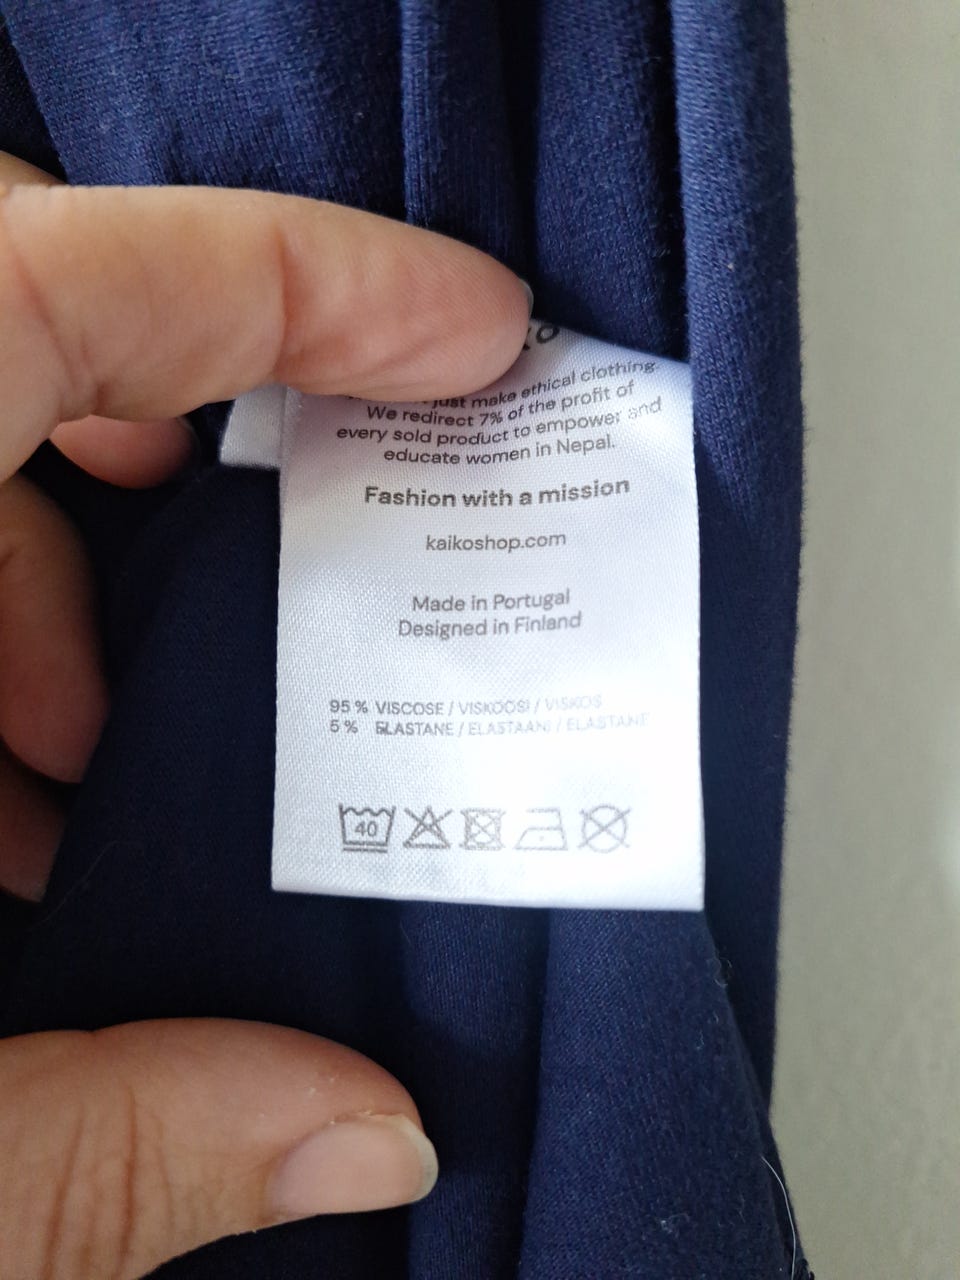 just make ethical clothing.
We redirect 7% of the profit of
every sold product to empower and
educate women in Nepal.
Fashion with a mission
kaikoshop.com
Made in Portugal
Designed in Finland
95 % VISCOSE / VISKOOSI / VISKOS
5 % ELASTANE / ELASTAANI / ELASTANE
40